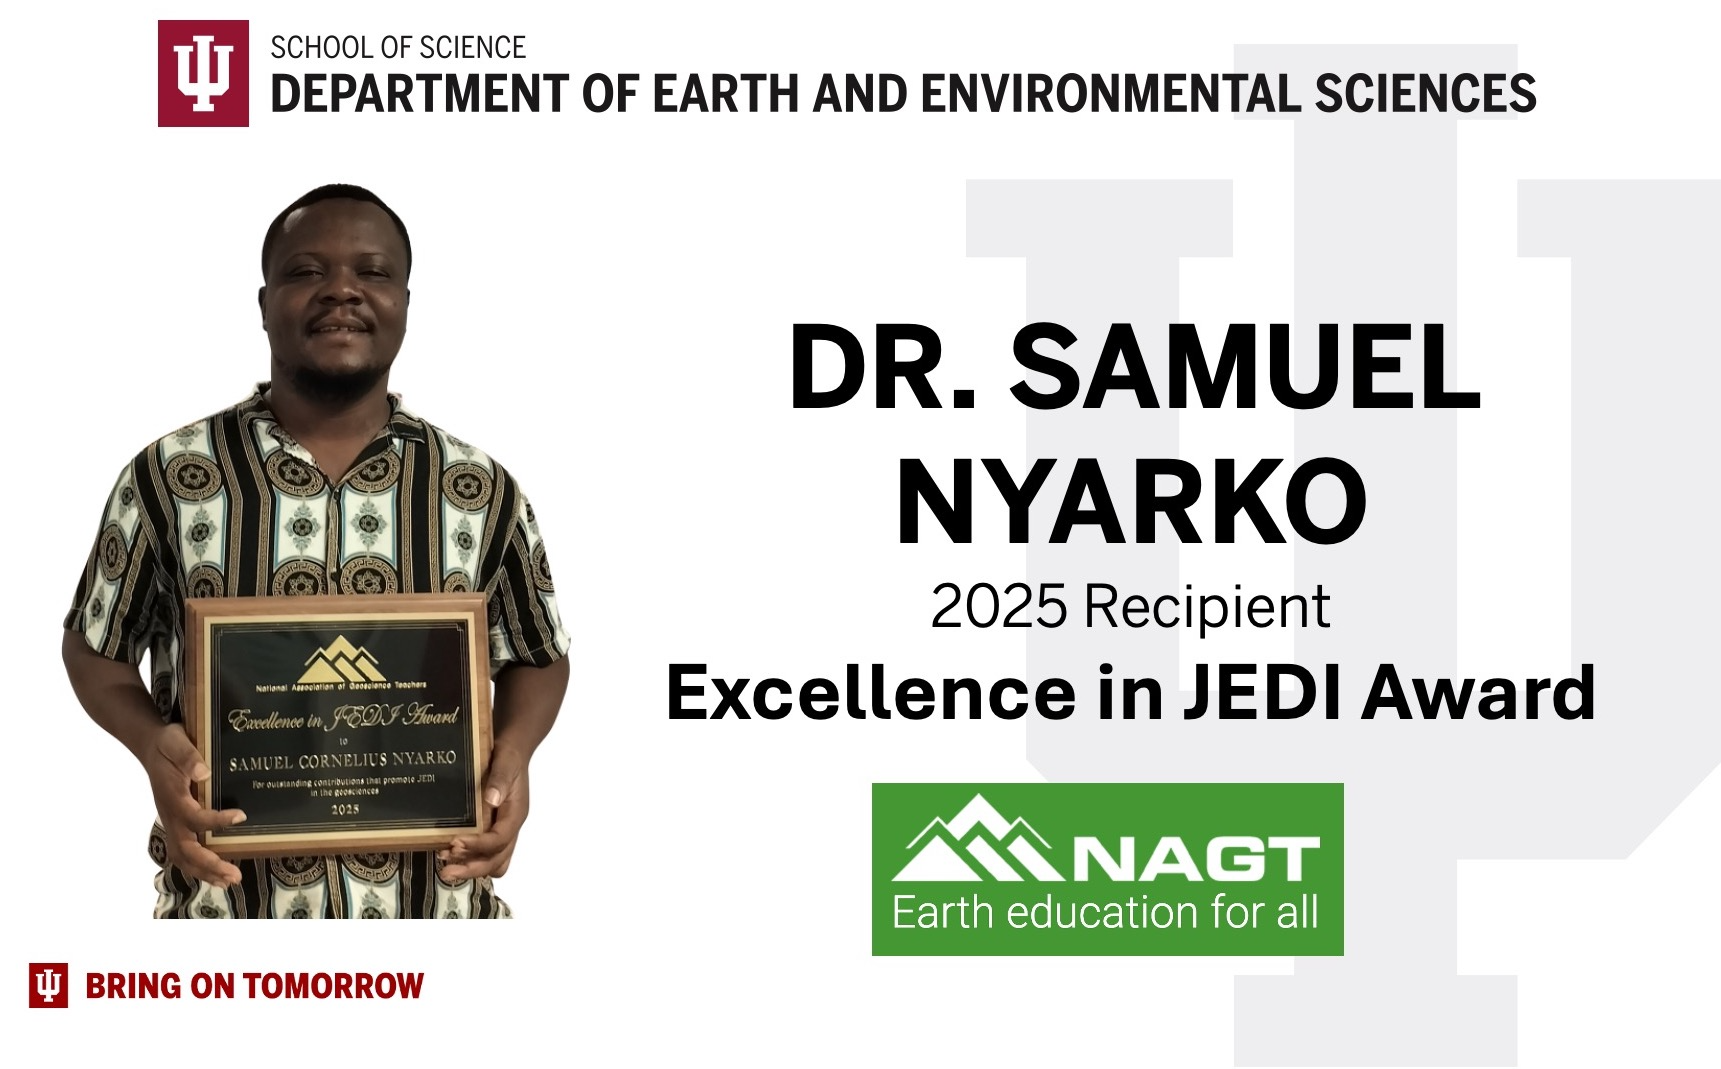 SCHOOL OF SCIENCE
DEPARTMENT OF EARTH AND ENVIRONMENTAL SCIENCES
DR. SAMUEL
NYARKO
2025 Recipient
Excellence in JEDI Award
National Association of Geoscience Teachers
Excellence in JEDI Award
to
SAMUEL CORNELIUS NYARKO
For outstanding contributions that promote JEDI
in the geosciences
2025
NAGT
Earth education for all
BRING ON TOMORROW